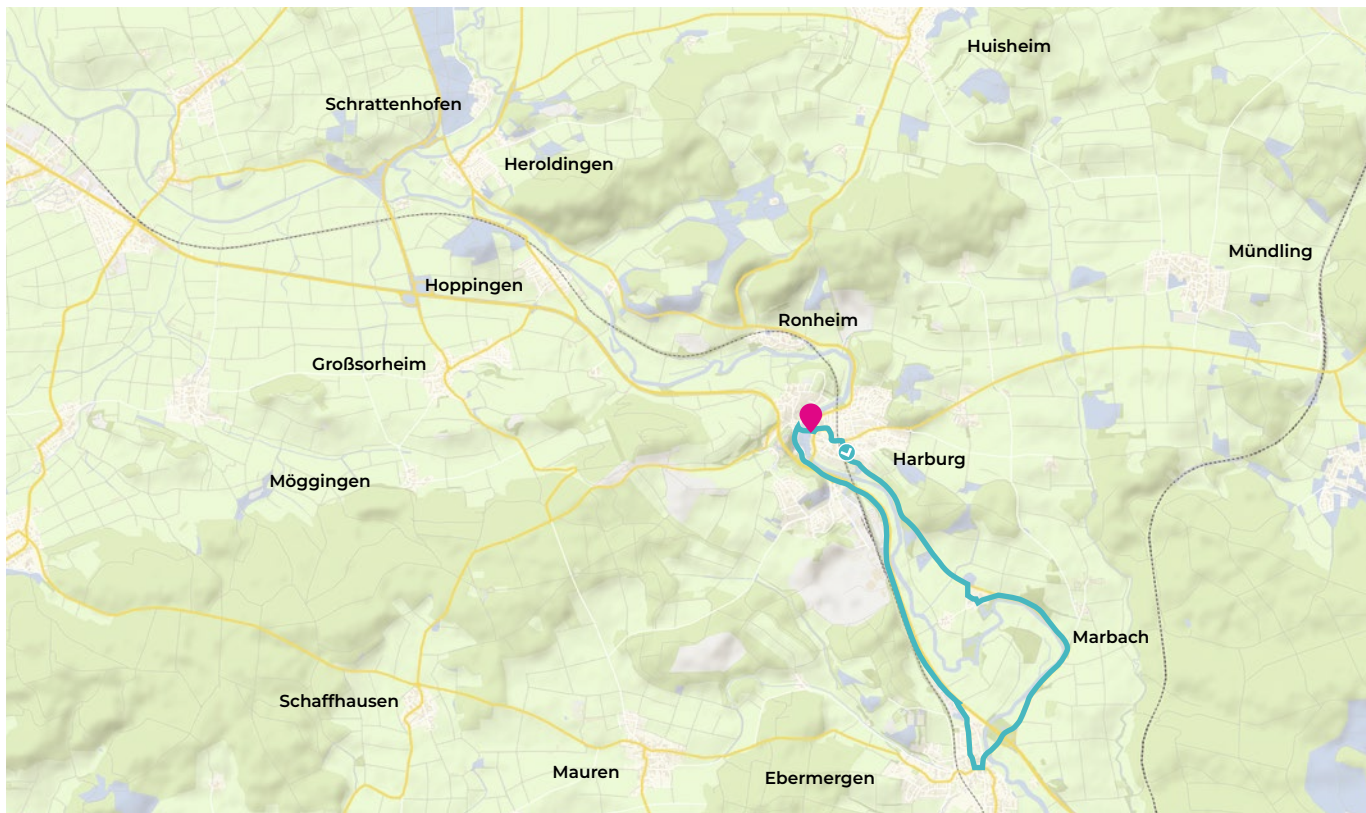 Huisheim
Schrattenhofen
Heroldingen
Mündling
Hoppingen
Ronheim
Großsorheim
Harburg
Möggingen
Marbach
Schaffhausen
Mauren
Ebermergen